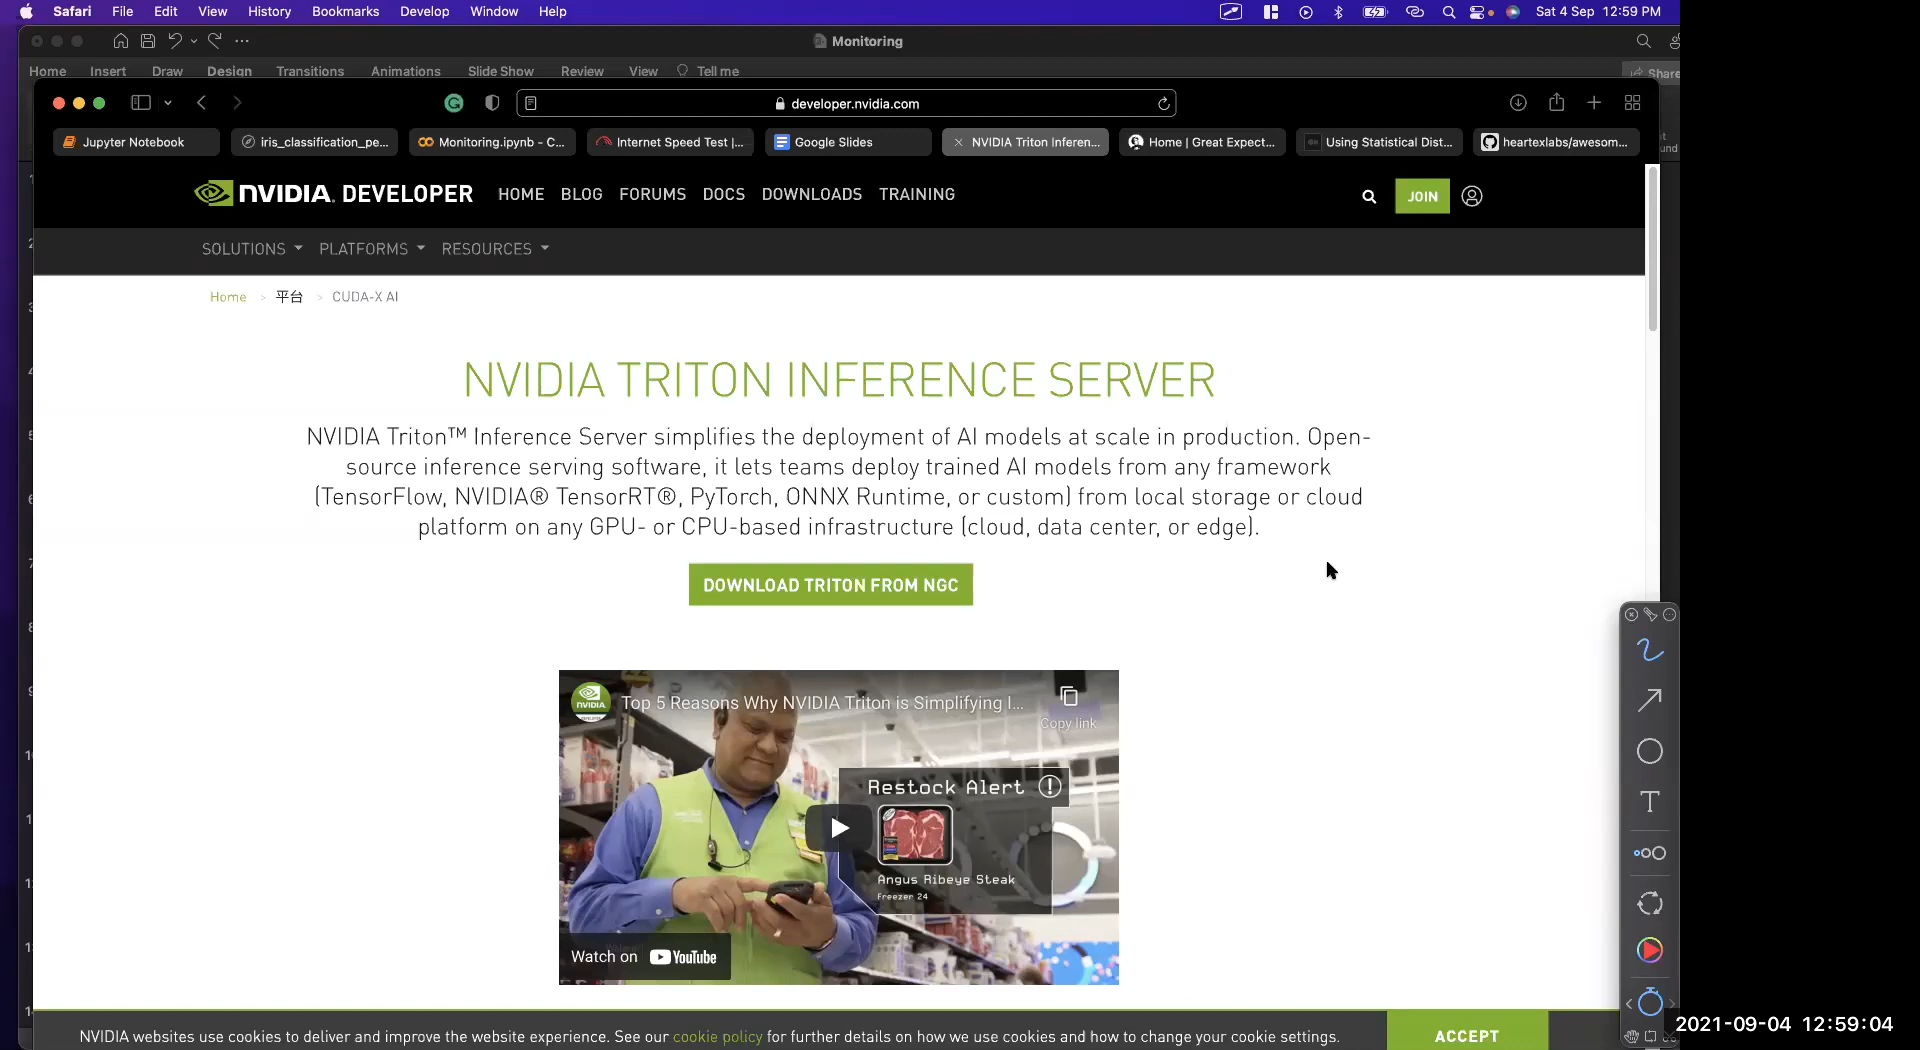 Safari File Edit View History Bookmarks Develop Window Help Sat 4 Sep 12:59 PM
Monitoring
Home Insert Draw Design Transitions Animations Slide Show Review View Tell me Share
developer.nvidia.com
Jupyter Notebook iris_classification_pe... Monitoring.ipynb - C... Internet Speed Test |... Google Slides NVIDIA Triton Inferen... Home | Great Expect... Using Statistical Dist... heartexlabs/awesom...
NVIDIA. DEVELOPER HOME BLOG FORUMS DOCS DOWNLOADS TRAINING JOIN
SOLUTIONS PLATFORMS RESOURCES
Home > 平台 > CUDA-X AI
NVIDIA TRITON INFERENCE SERVER
NVIDIA Triton™ Inference Server simplifies the deployment of AI models at scale in production. Open-
source inference serving software, it lets teams deploy trained AI models from any framework
(TensorFlow, NVIDIA® TensorRT®, PyTorch, ONNX Runtime, or custom) from local storage or cloud
platform on any GPU- or CPU-based infrastructure (cloud, data center, or edge).
DOWNLOAD TRITON FROM NGC
NVIDIA
Top 5 Reasons Why NVIDIA Triton is Simplifying I...
Copy link
Restock Alert
Angus Ribeye Steak
Freezer 24
Watch on YouTube
T
NVIDIA websites use cookies to deliver and improve the website experience. See our cookie policy for further details on how we use cookies and how to change your cookie settings. ACCEPT
2021-09-04 12:59:04